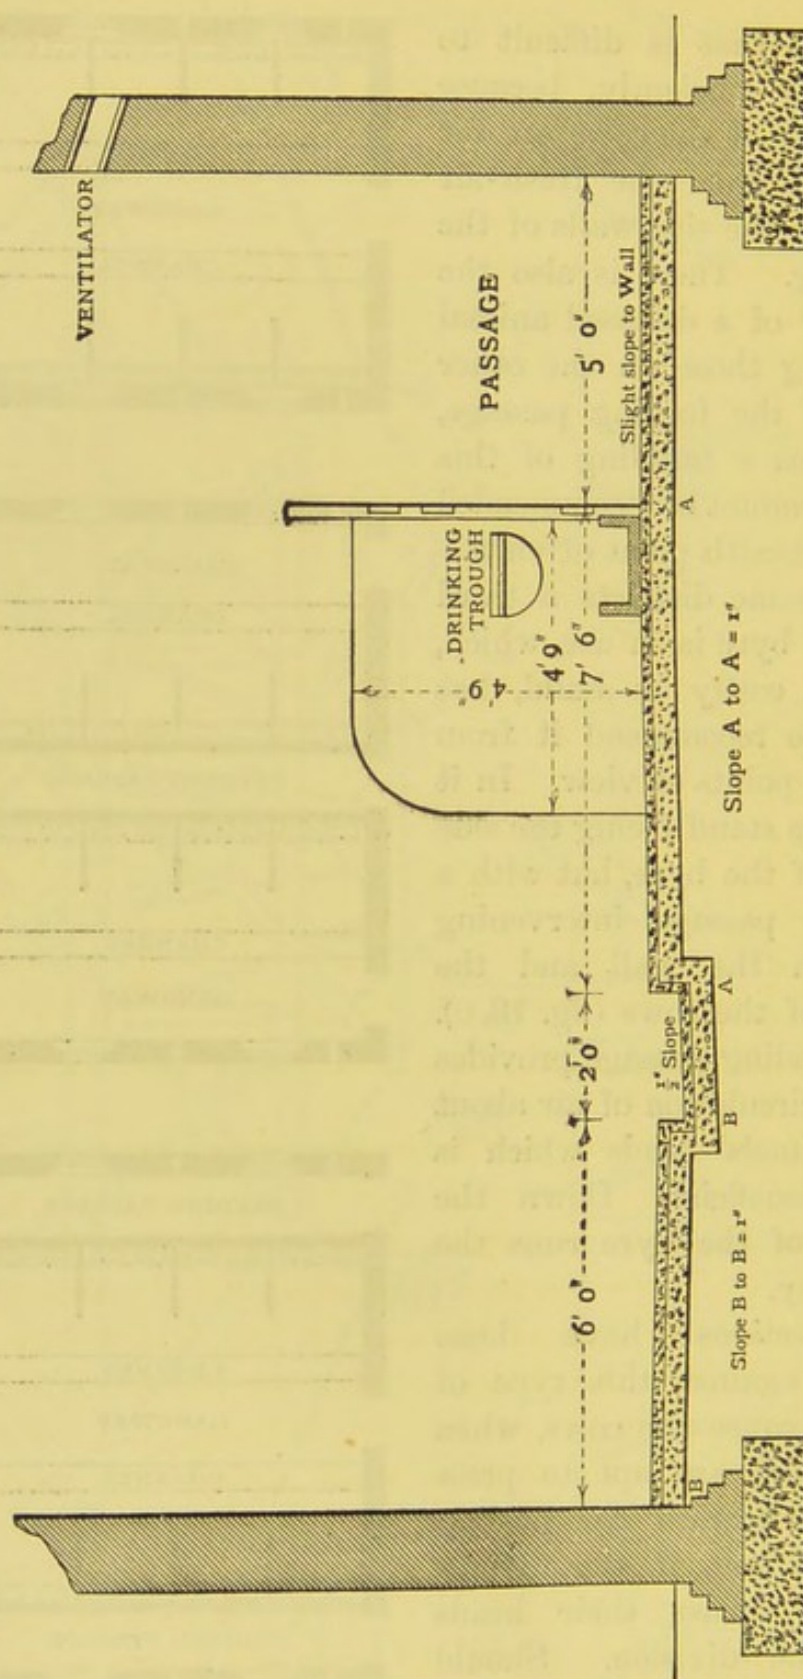 VENTILATOR
DRINKING
TROUGH
PASSAGE
4' 9"
4' 9"
6' 0"
2' 0"
7' 6"
5' 0"
Slight slope to Wall
½" Slope
B
B
A
A
Slope B to B = 1"
Slope A to A = 1"